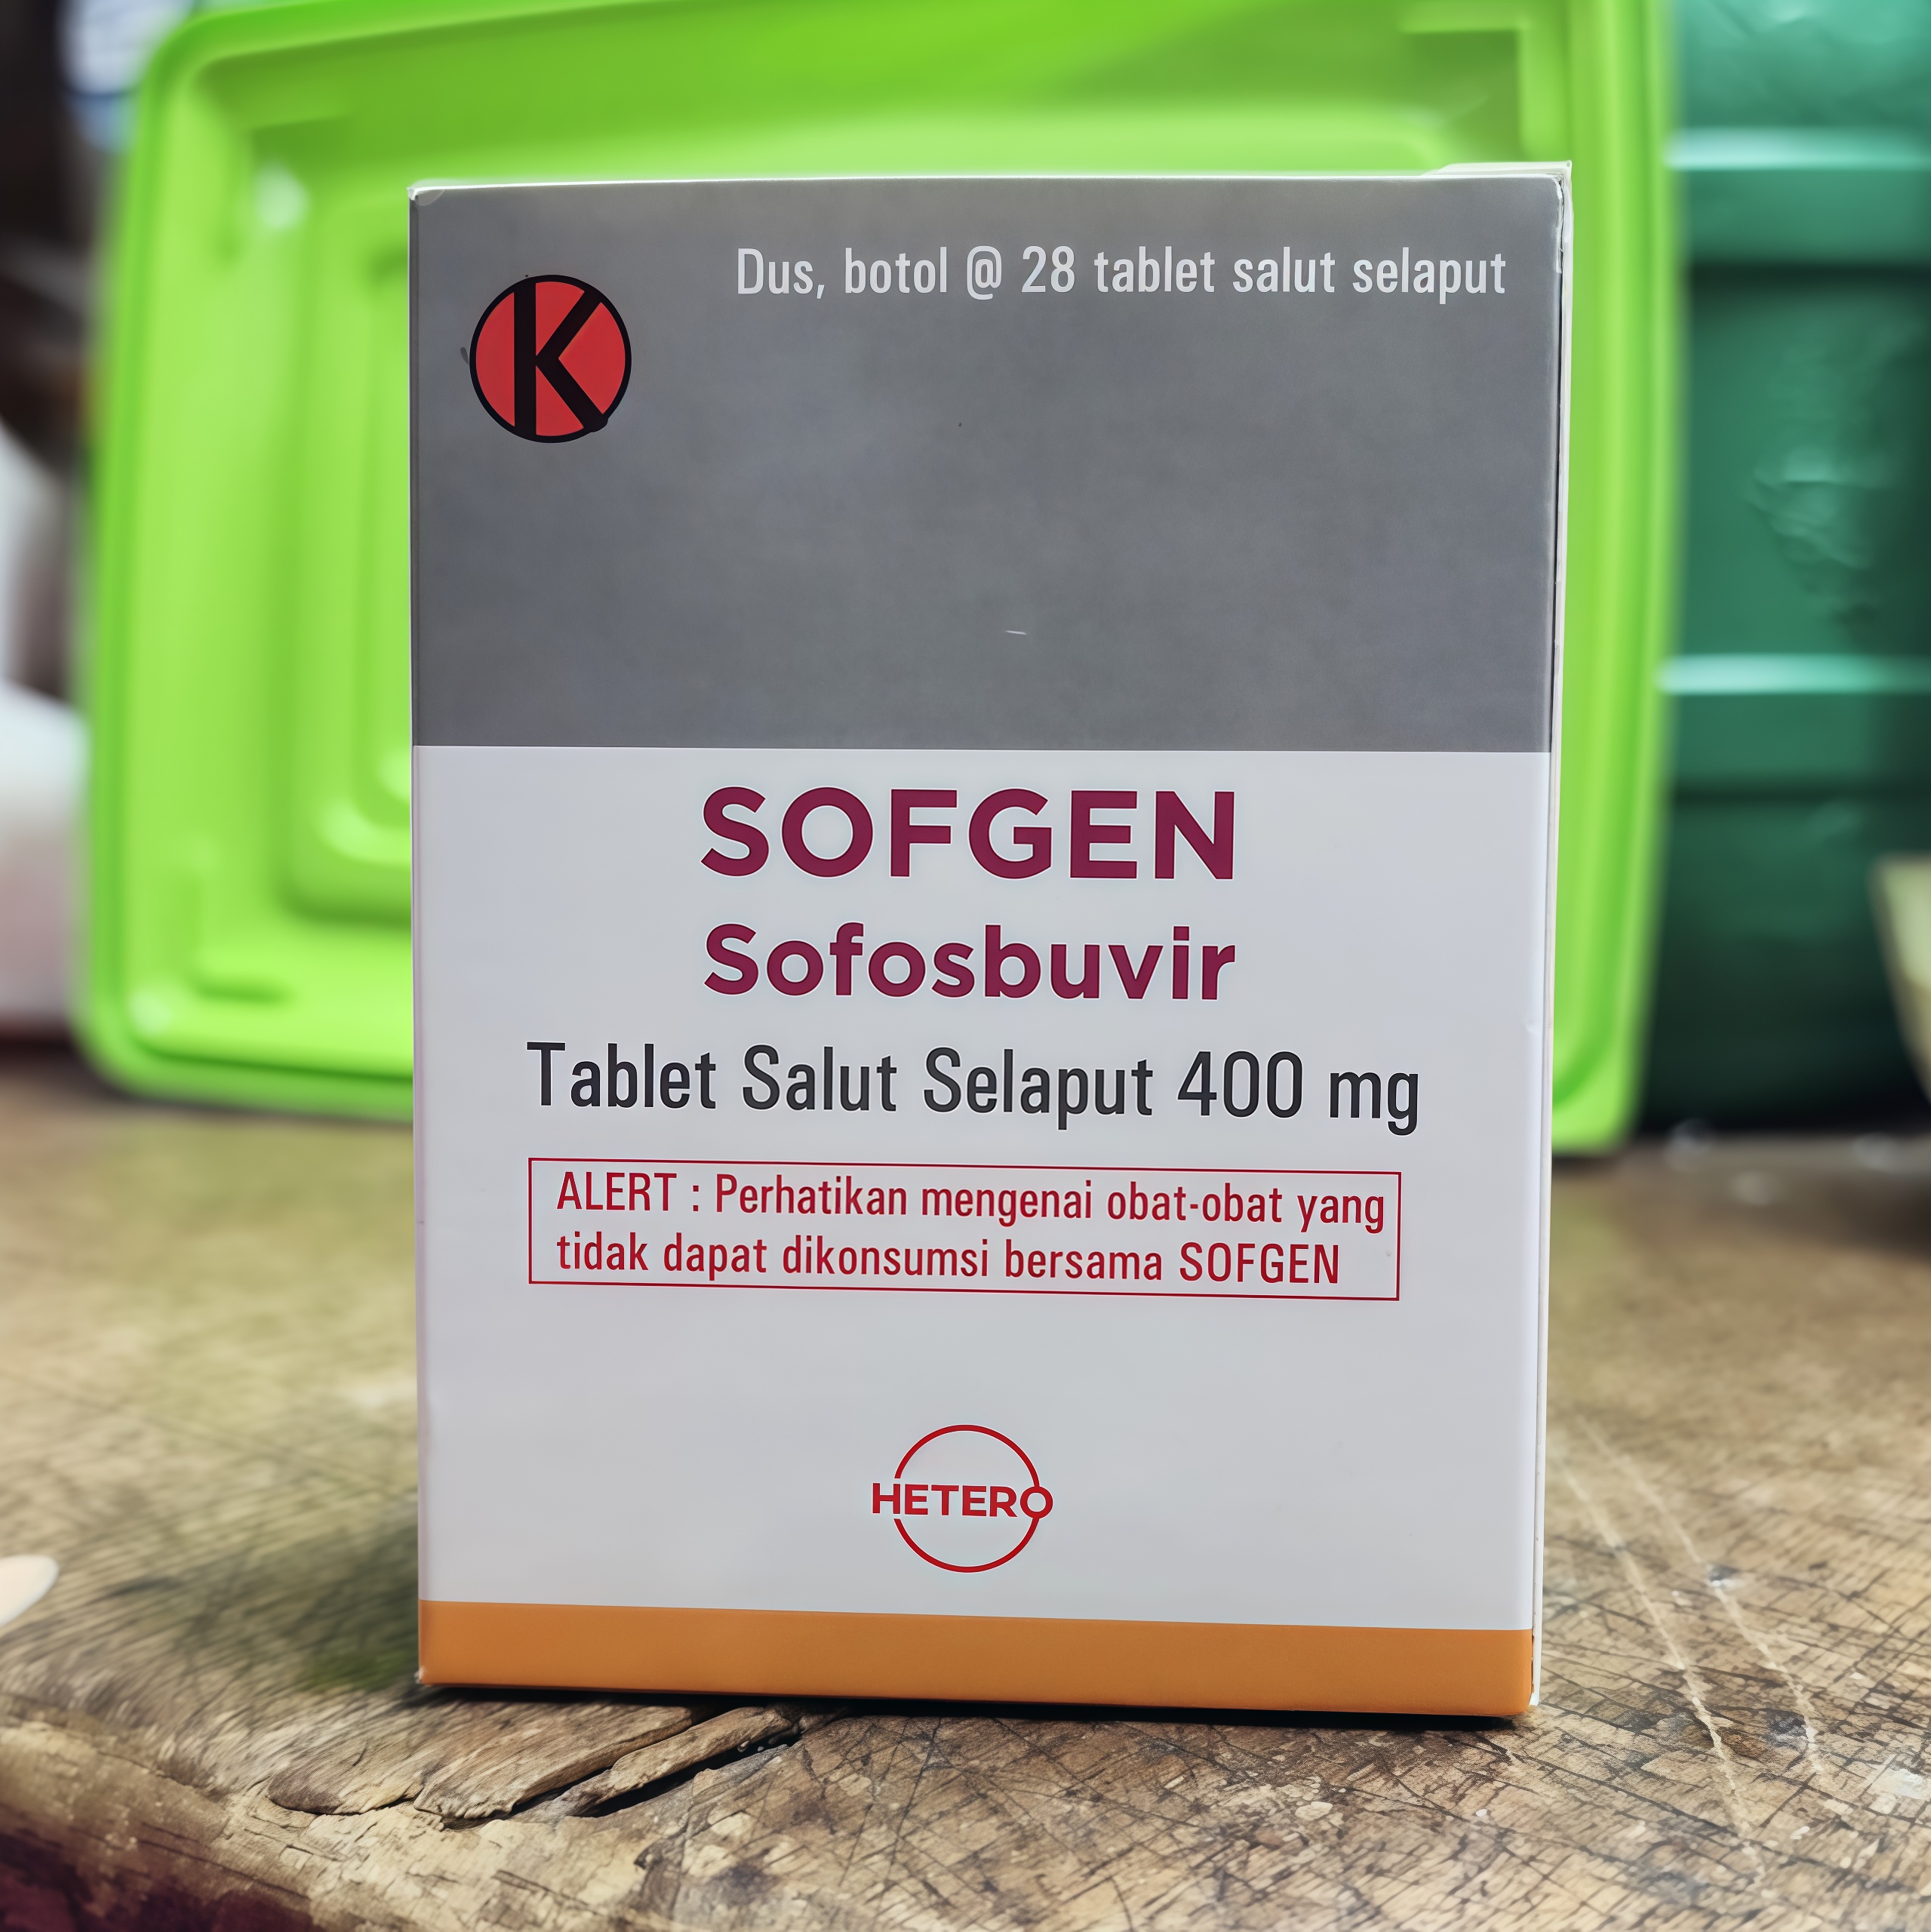 Dus, botol @ 28 tablet salut selaput
K
SOFGEN
Sofosbuvir
Tablet Salut Selaput 400 mg
ALERT : Perhatikan mengenai obat-obat yang
tidak dapat dikonsumsi bersama SOFGEN
HETERO